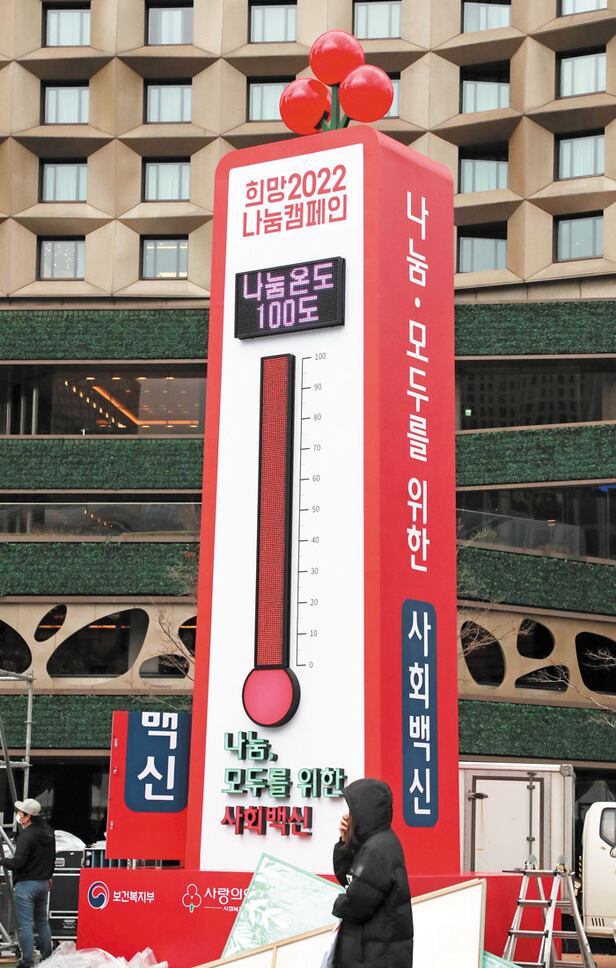 희망2022
나눔캠페인
나눔온도
100도
100
90
80
70
60
50
40
30
20
10
0
나눔,
모두를 위한
사회백신
나눔·모두를 위한 사회백신
백신
보건복지부
사랑의